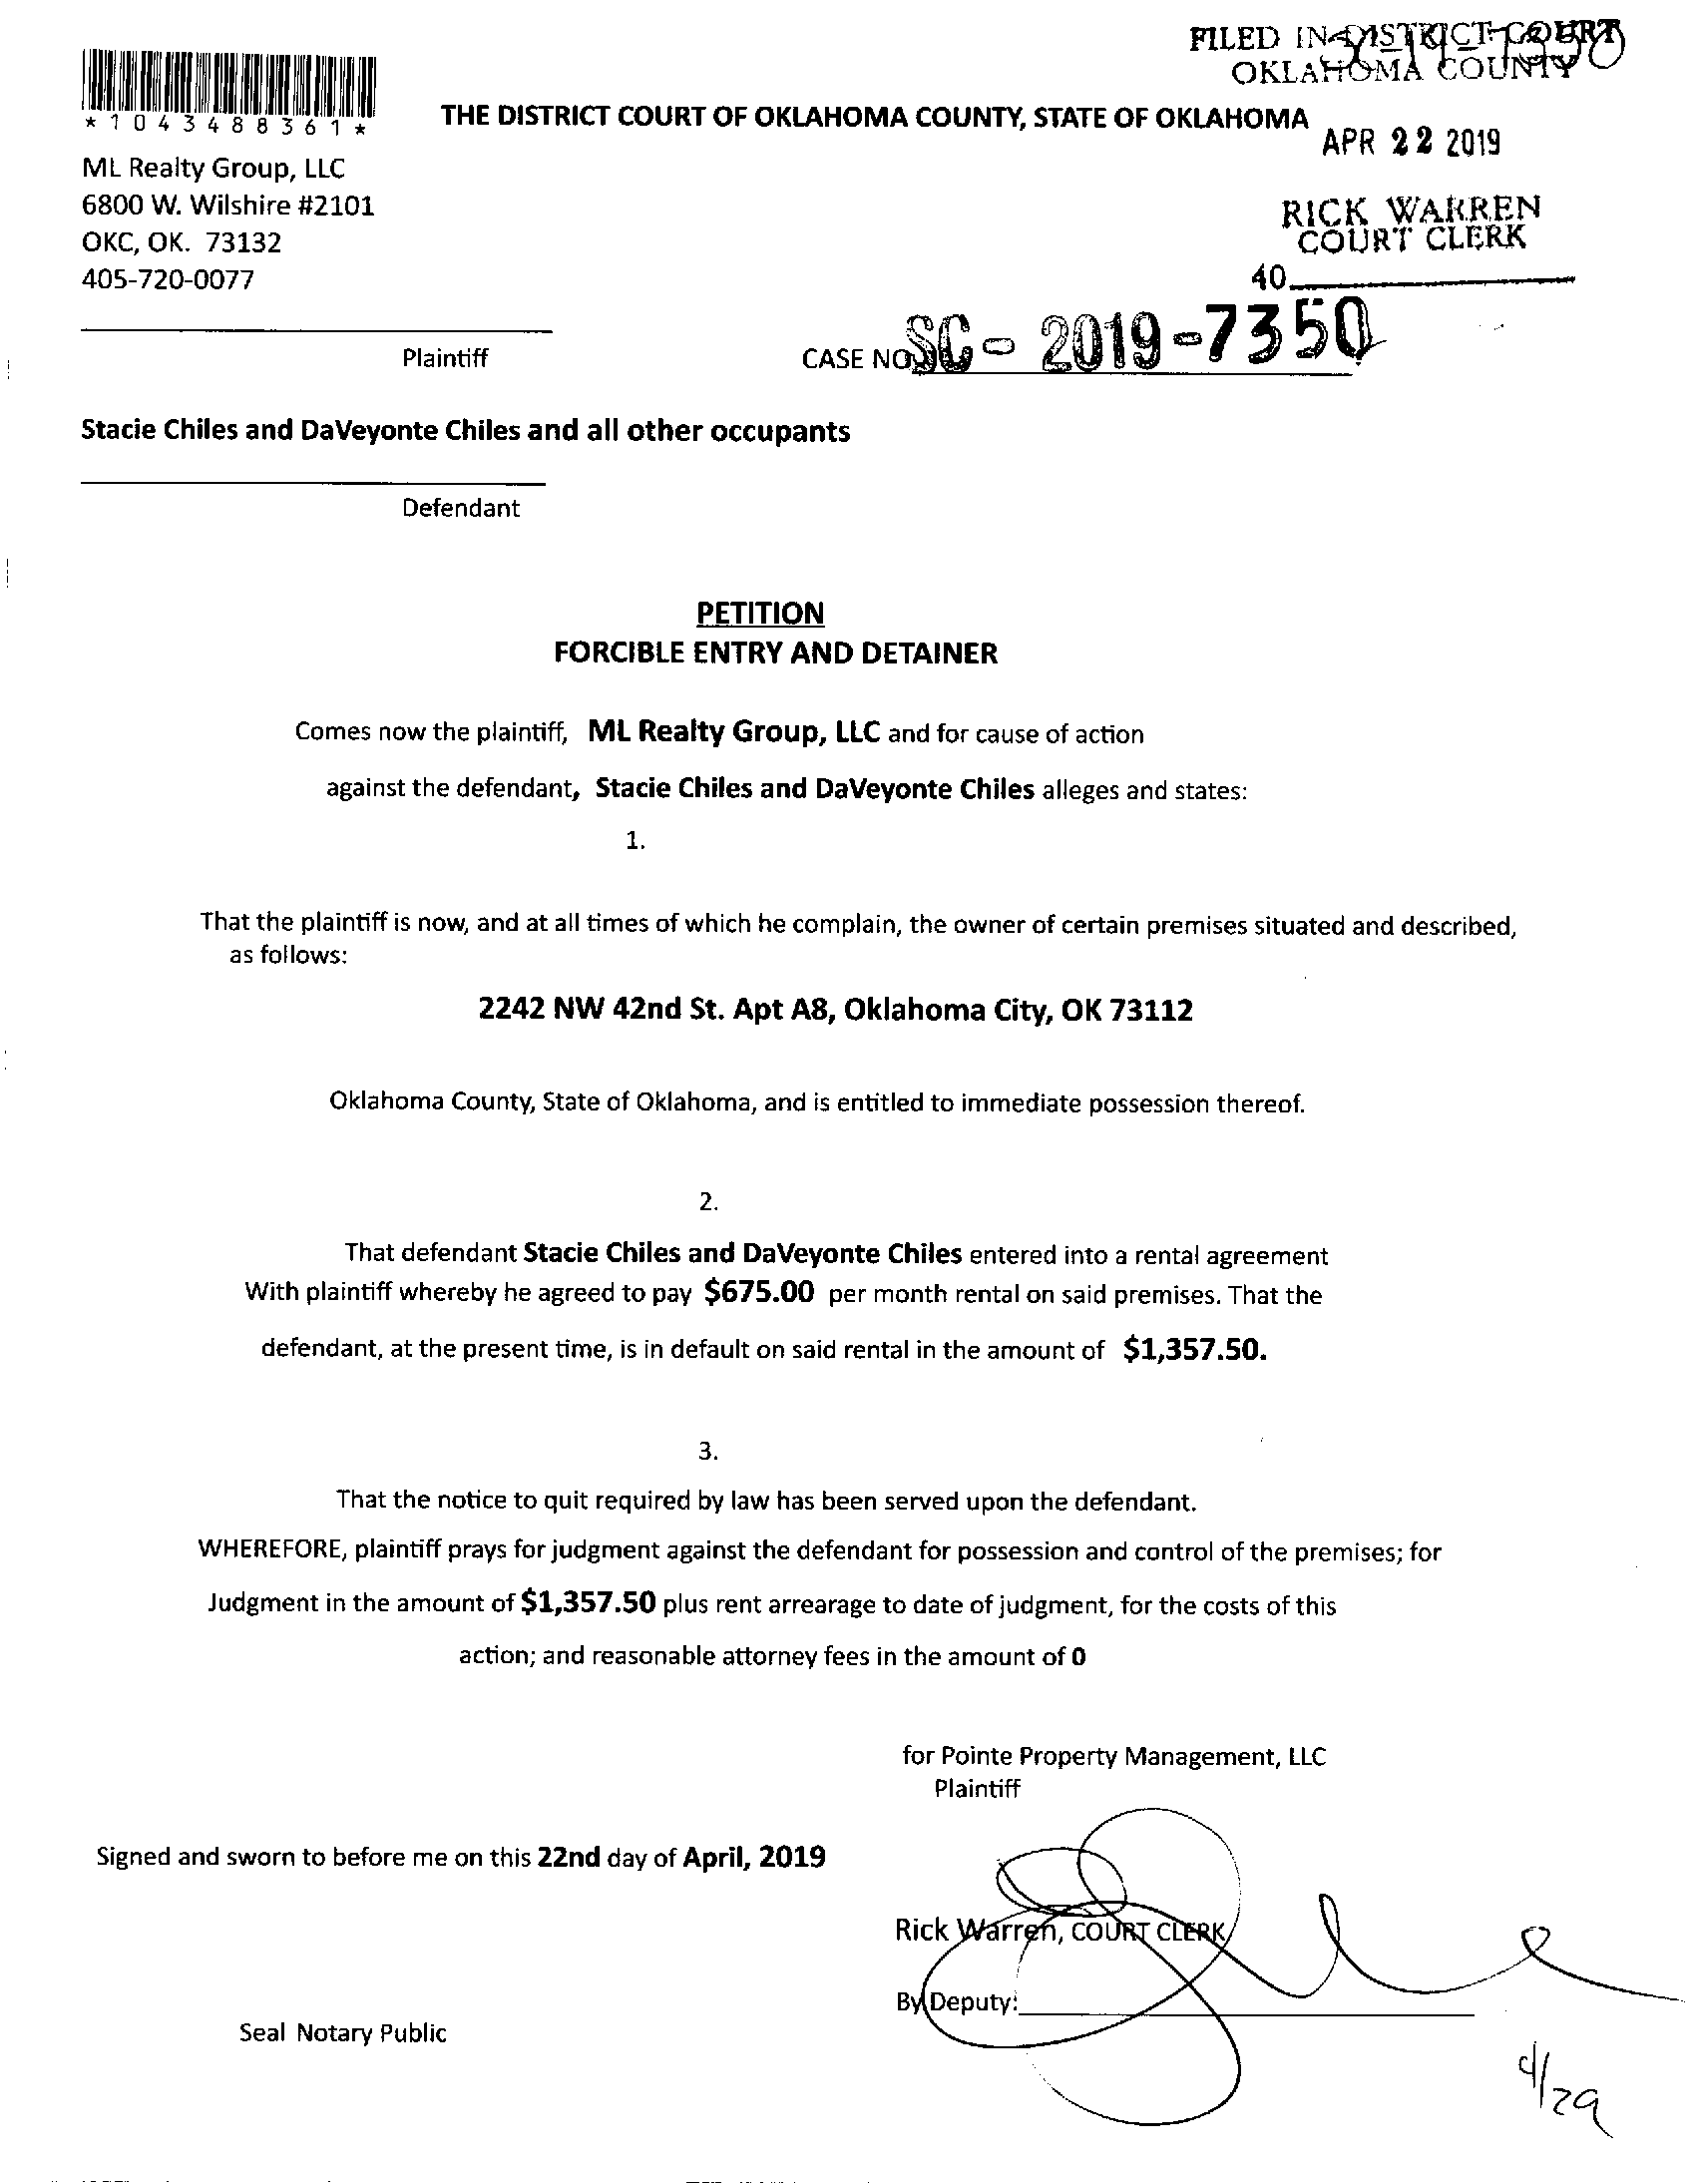 FILED IN DISTRICT COURT
OKLAHOMA COUNTY
*1043488361*
THE DISTRICT COURT OF OKLAHOMA COUNTY, STATE OF OKLAHOMA
APR 22 2019
ML Realty Group, LLC
6800 W. Wilshire #2101
OKC, OK. 73132
405-720-0077
RICK WARREN
COURT CLERK
40
Plaintiff
CASE NO. SC-2019-7350
Stacie Chiles and DaVeyonte Chiles and all other occupants
Defendant
PETITION
FORCIBLE ENTRY AND DETAINER
Comes now the plaintiff, ML Realty Group, LLC and for cause of action
against the defendant, Stacie Chiles and DaVeyonte Chiles alleges and states:
1.
That the plaintiff is now, and at all times of which he complain, the owner of certain premises situated and described,
as follows:
2242 NW 42nd St. Apt A8, Oklahoma City, OK 73112
Oklahoma County, State of Oklahoma, and is entitled to immediate possession thereof.
2.
That defendant Stacie Chiles and DaVeyonte Chiles entered into a rental agreement
With plaintiff whereby he agreed to pay $675.00 per month rental on said premises. That the
defendant, at the present time, is in default on said rental in the amount of $1,357.50.
3.
That the notice to quit required by law has been served upon the defendant.
WHEREFORE, plaintiff prays for judgment against the defendant for possession and control of the premises; for
Judgment in the amount of $1,357.50 plus rent arrearage to date of judgment, for the costs of this
action; and reasonable attorney fees in the amount of 0
for Pointe Property Management, LLC
Plaintiff
Signed and sworn to before me on this 22nd day of April, 2019
Rick Warren, COURT CLERK
By Deputy:
Seal Notary Public
4/29